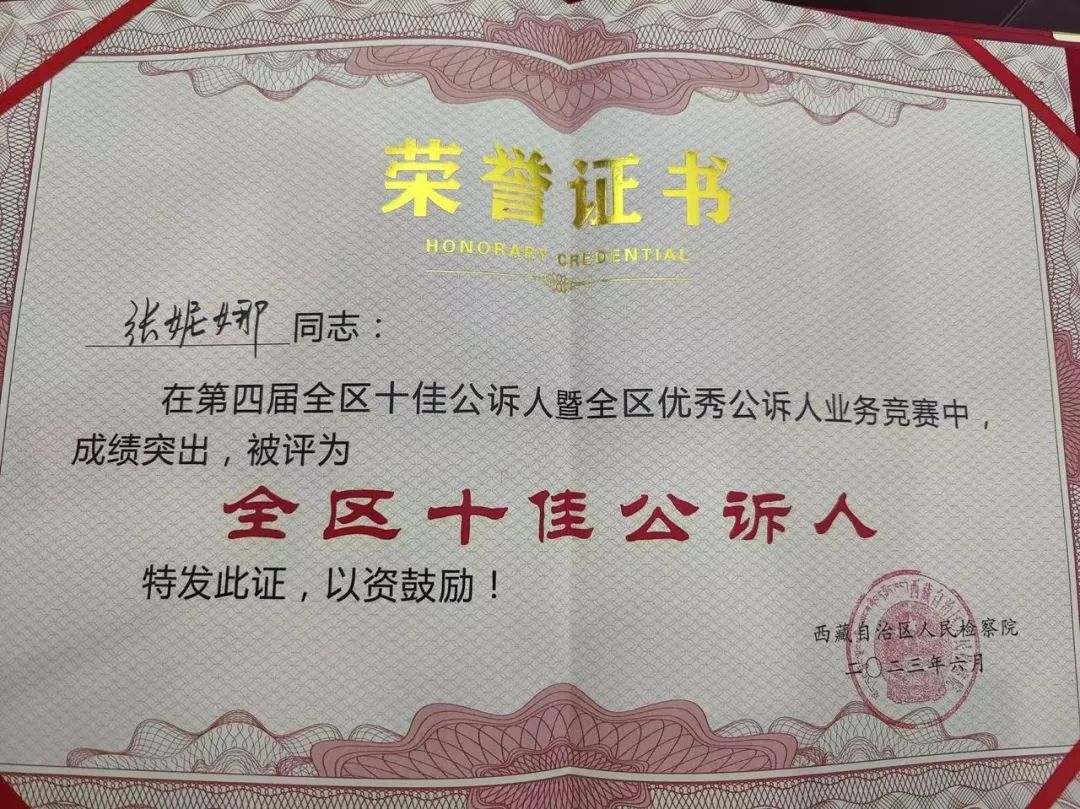 荣誉证书
HONORARY CREDENTIAL
张妮娜同志：
在第四届全区十佳公诉人暨全区优秀公诉人业务竞赛中，
成绩突出，被评为
全区十佳公诉人
特发此证，以资鼓励！
西藏自治区人民检察院
二〇二三年六月